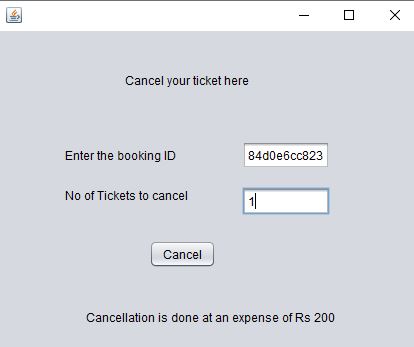 Cancel your ticket here
Enter the booking ID 84d0e6cc823
No of Tickets to cancel 1
Cancel
Cancellation is done at an expense of Rs 200